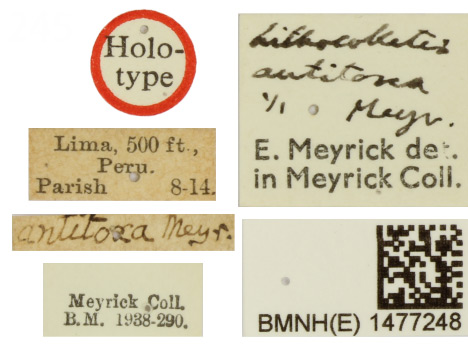 Holo-
type
Lima, 500 ft.,
Peru.
Parish 8-14.
antitoxa Meyr.
Meyrick Coll.
B.M. 1938-290.
Lithocolletis
antitoxa
1/1 Meyr.
E. Meyrick det.
in Meyrick Coll.
BMNH(E) 1477248